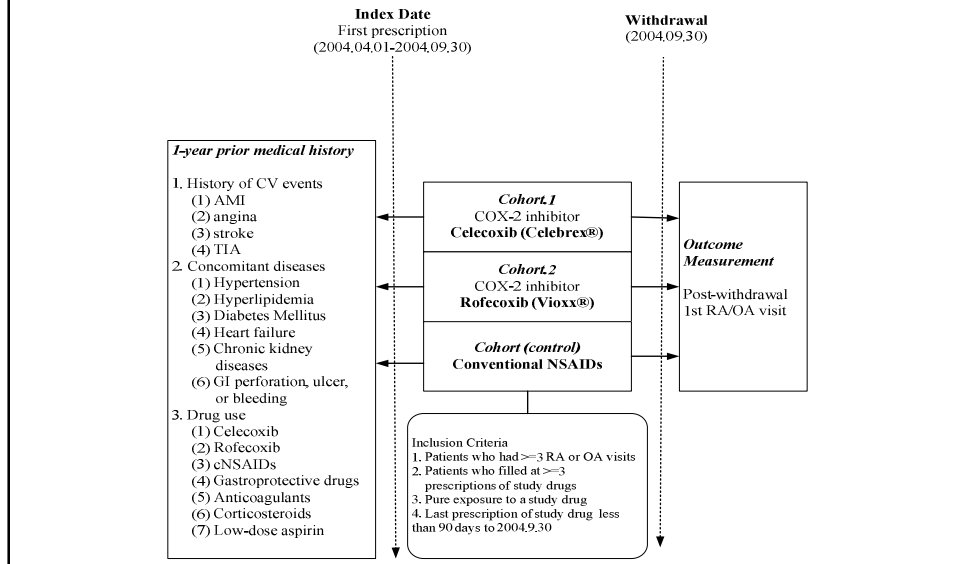 Index Date
First prescription
(2004.04.01-2004.09.30)
Withdrawal
(2004.09.30)
1-year prior medical history
1. History of CV events
(1) AMI
(2) angina
(3) stroke
(4) TIA
2. Concomitant diseases
(1) Hypertension
(2) Hyperlipidemia
(3) Diabetes Mellitus
(4) Heart failure
(5) Chronic kidney
diseases
(6) GI perforation, ulcer,
or bleeding
3. Drug use
(1) Celecoxib
(2) Rofecoxib
(3) cNSAIDs
(4) Gastroprotective drugs
(5) Anticoagulants
(6) Corticosteroids
(7) Low-dose aspirin
Cohort.1
COX-2 inhibitor
Celecoxib (Celebrex®)
Cohort.2
COX-2 inhibitor
Rofecoxib (Vioxx®)
Cohort (control)
Conventional NSAIDs
Inclusion Criteria
1. Patients who had >=3 RA or OA visits
2. Patients who filled at >=3
prescriptions of study drugs
3. Pure exposure to a study drug
4. Last prescription of study drug less
than 90 days to 2004.9.30
Outcome
Measurement
Post-withdrawal
1st RA/OA visit